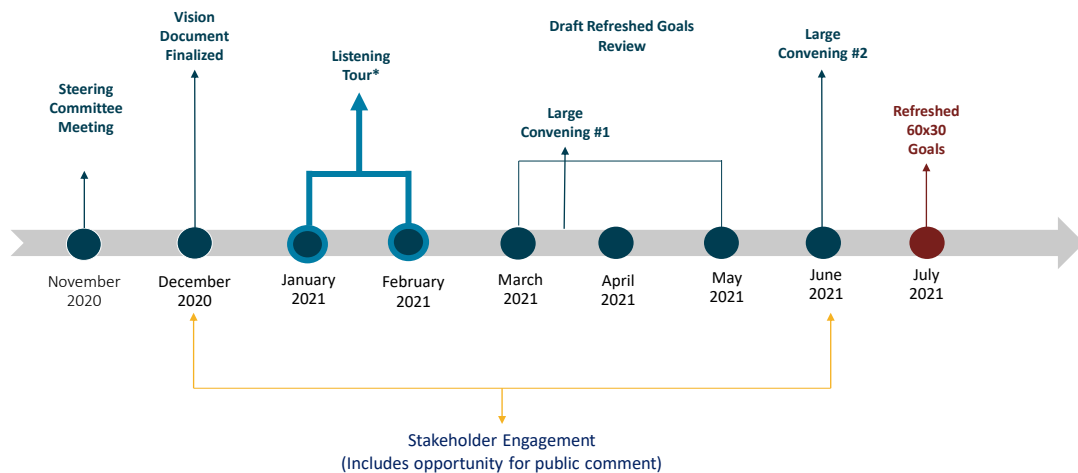 Vision
Document
Finalized
Draft Refreshed Goals
Review
Large
Convening #2
Listening
Tour*
Steering
Committee
Meeting
Large
Convening #1
Refreshed
60x30
Goals
November
2020
December
2020
January
2021
February
2021
March
2021
April
2021
May
2021
June
2021
July
2021
Stakeholder Engagement
(Includes opportunity for public comment)